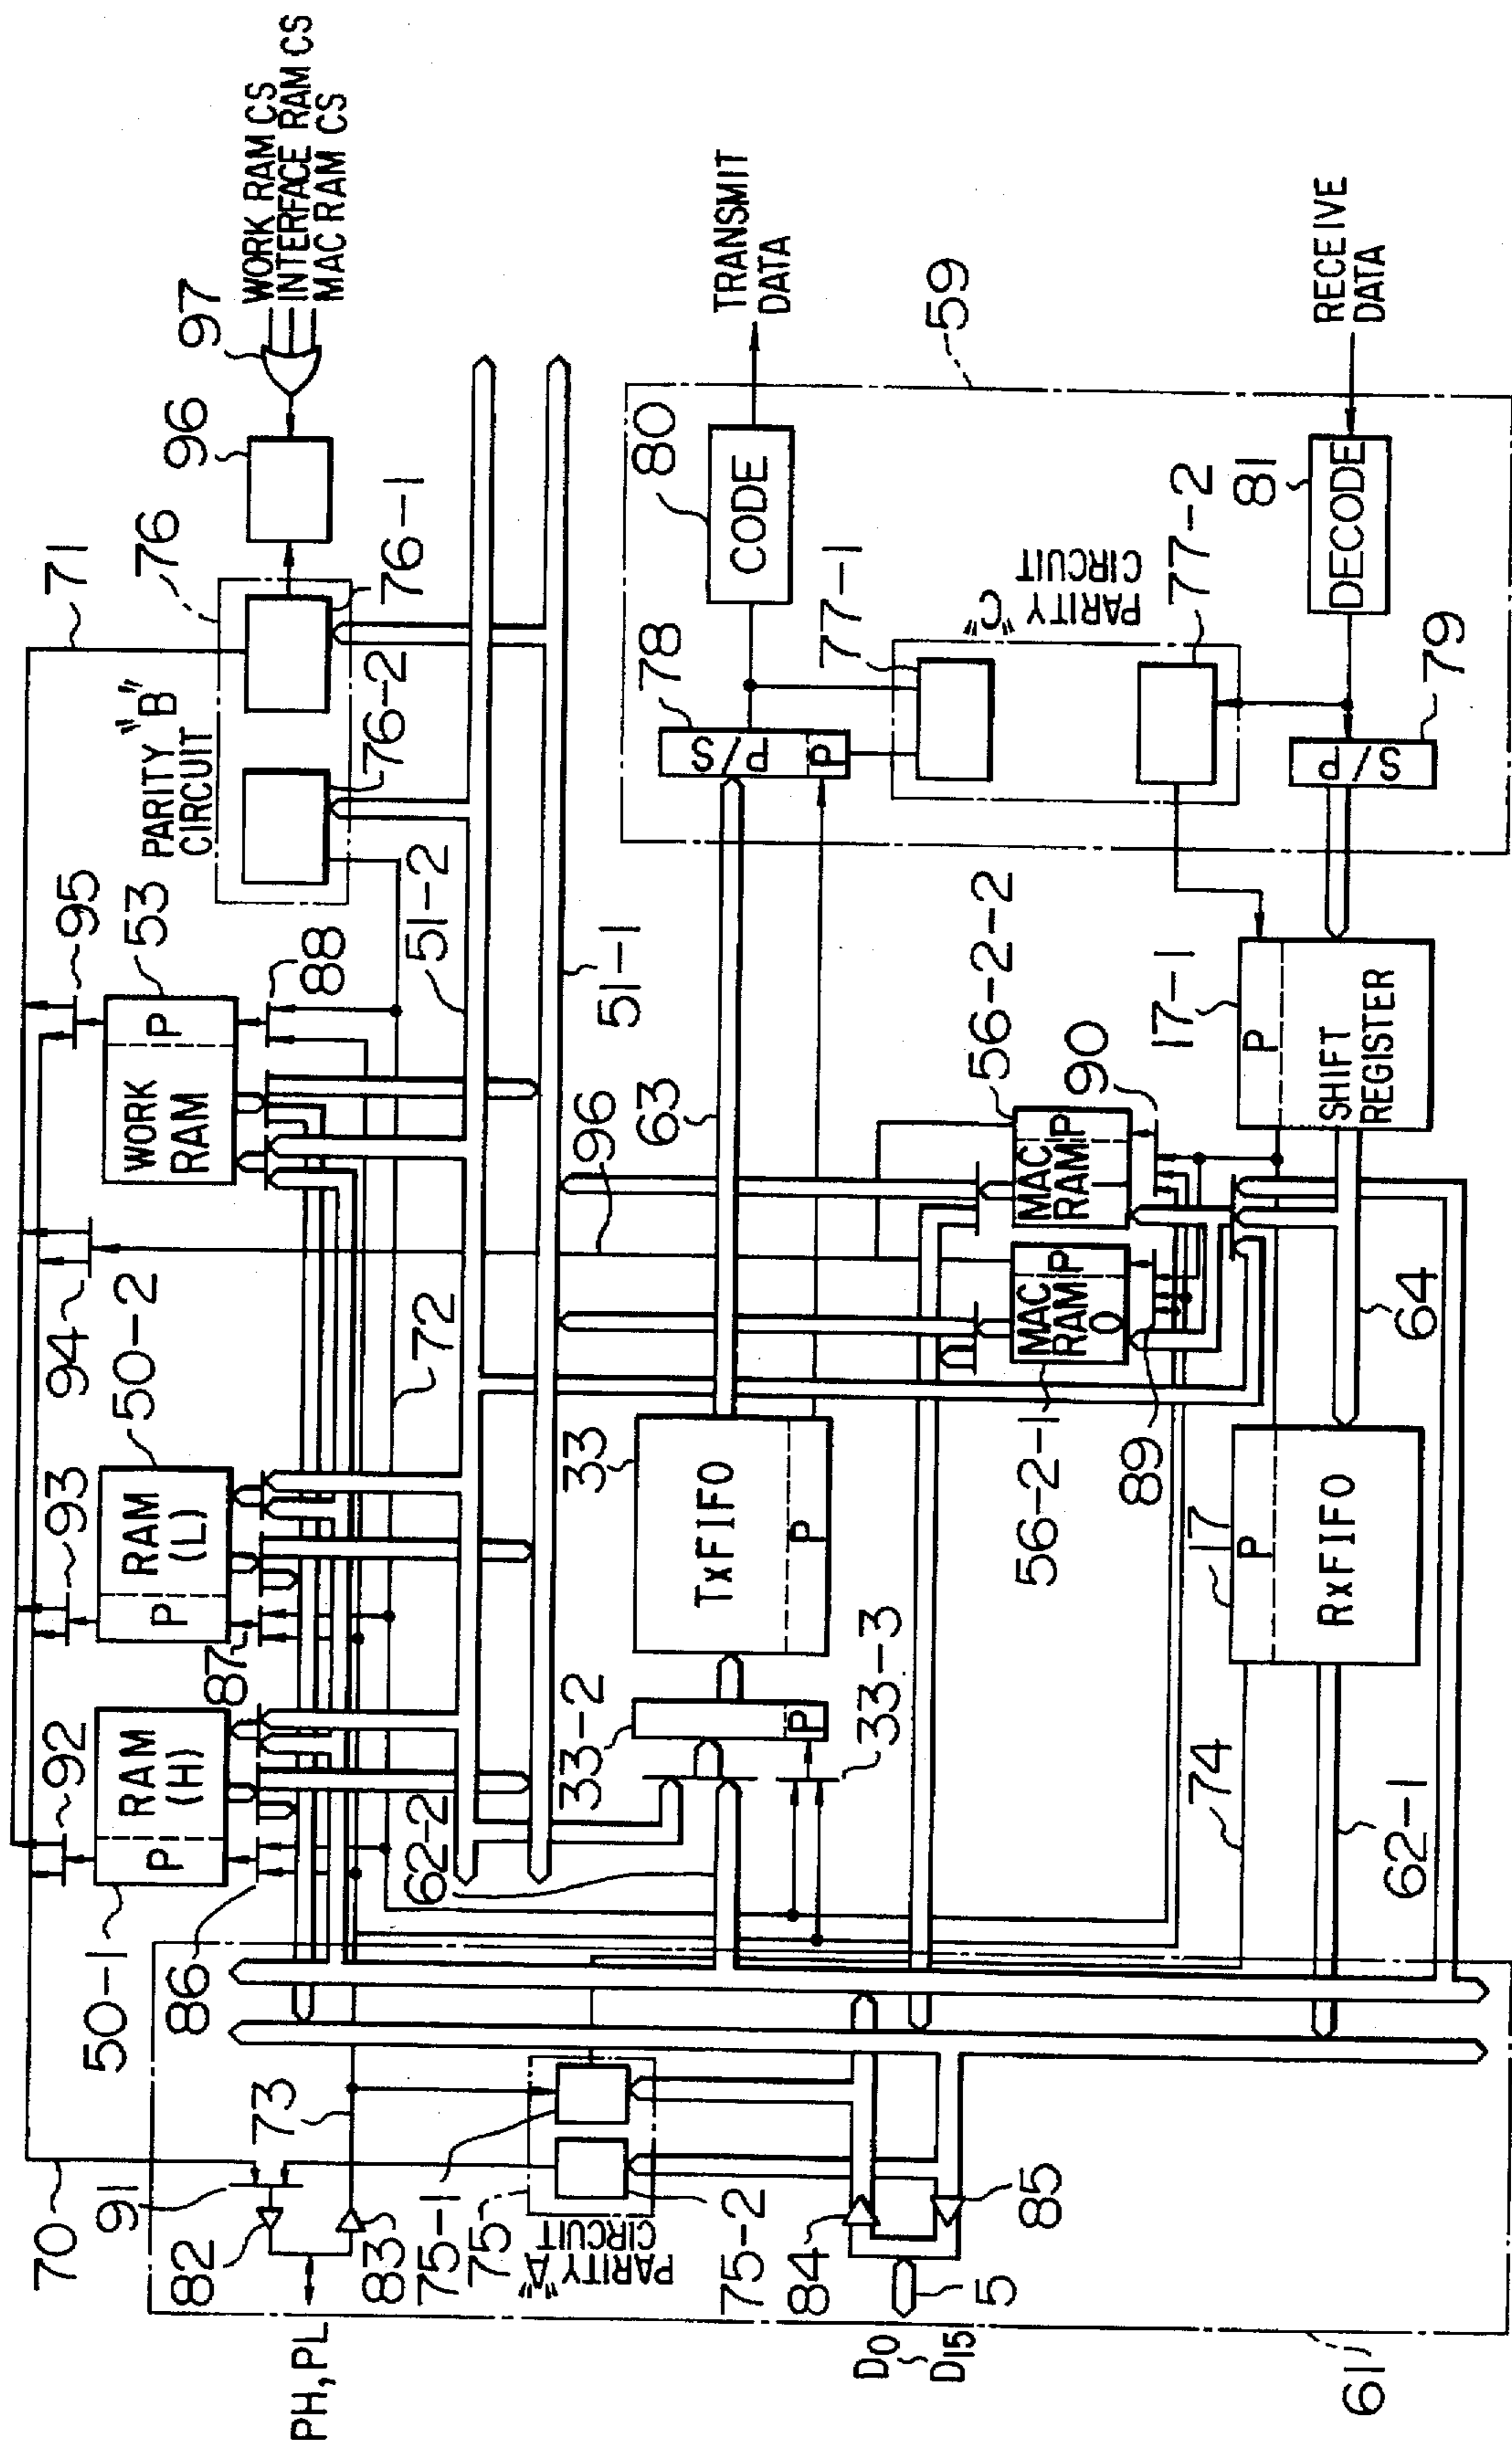 WORK RAM CS
INTERFACE RAM CS
MAC RAM CS
97
96
71
76
76-1
76-2
PARITY "B"
CIRCUIT
95
53
WORK
RAM
P
88
51-2
51-1
94
50-2
72
96
93
RAM
(L)
P
87
92
RAM
(H)
P
50-1
86
62-2
TRANSMIT
DATA
59
80
CODE
78
P/S
P
77-1
PARITY "C"
CIRCUIT
77-2
RECEIVE
DATA
81
DECODE
79
S/P
63
33
TxFIFO
P
33-2
P
33-3
56-2-2
MAC
RAM
1
P
90
56-2-1
MAC
RAM
0
P
89
17-1
P
SHIFT
REGISTER
64
17
P
RxFIFO
74
62-1
70
91
82
73
83
PH, PL
75-1
75
PARITY "A"
CIRCUIT
75-2
84
85
5
D0
~
D15
61